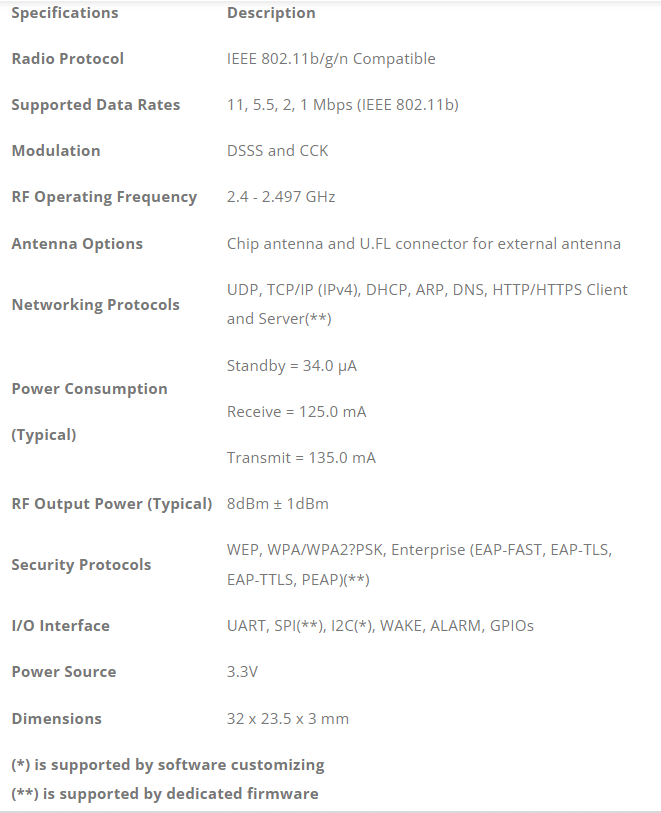 Specifications Description
Radio Protocol IEEE 802.11b/g/n Compatible
Supported Data Rates 11, 5.5, 2, 1 Mbps (IEEE 802.11b)
Modulation DSSS and CCK
RF Operating Frequency 2.4 - 2.497 GHz
Antenna Options Chip antenna and U.FL connector for external antenna
Networking Protocols UDP, TCP/IP (IPv4), DHCP, ARP, DNS, HTTP/HTTPS Client
and Server(**)
Power Consumption
(Typical)
Standby = 34.0 μA
Receive = 125.0 mA
Transmit = 135.0 mA
RF Output Power (Typical) 8dBm ± 1dBm
Security Protocols WEP, WPA/WPA2?PSK, Enterprise (EAP-FAST, EAP-TLS,
EAP-TTLS, PEAP)(**)
I/O Interface UART, SPI(**), I2C(*), WAKE, ALARM, GPIOs
Power Source 3.3V
Dimensions 32 x 23.5 x 3 mm
(*) is supported by software customizing
(**) is supported by dedicated firmware